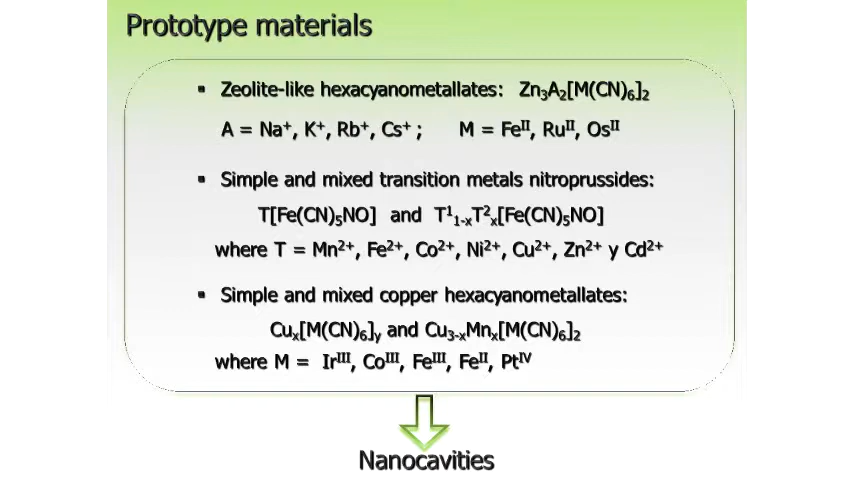 Prototype materials
▪ Zeolite-like hexacyanometallates: Zn₃A₂[M(CN)₆]₂
A = Na⁺, K⁺, Rb⁺, Cs⁺ ; M = Feᴵᴵ, Ruᴵᴵ, Osᴵᴵ
▪ Simple and mixed transition metals nitroprussides:
T[Fe(CN)₅NO] and T¹₁₋ₓT²ₓ[Fe(CN)₅NO]
where T = Mn²⁺, Fe²⁺, Co²⁺, Ni²⁺, Cu²⁺, Zn²⁺ y Cd²⁺
▪ Simple and mixed copper hexacyanometallates:
Cuₓ[M(CN)₆]y and Cu₃₋ₓMnₓ[M(CN)₆]₂
where M = Irᴵᴵᴵ, Coᴵᴵᴵ, Feᴵᴵᴵ, Feᴵᴵ, Ptᴵⱽ
Nanocavities